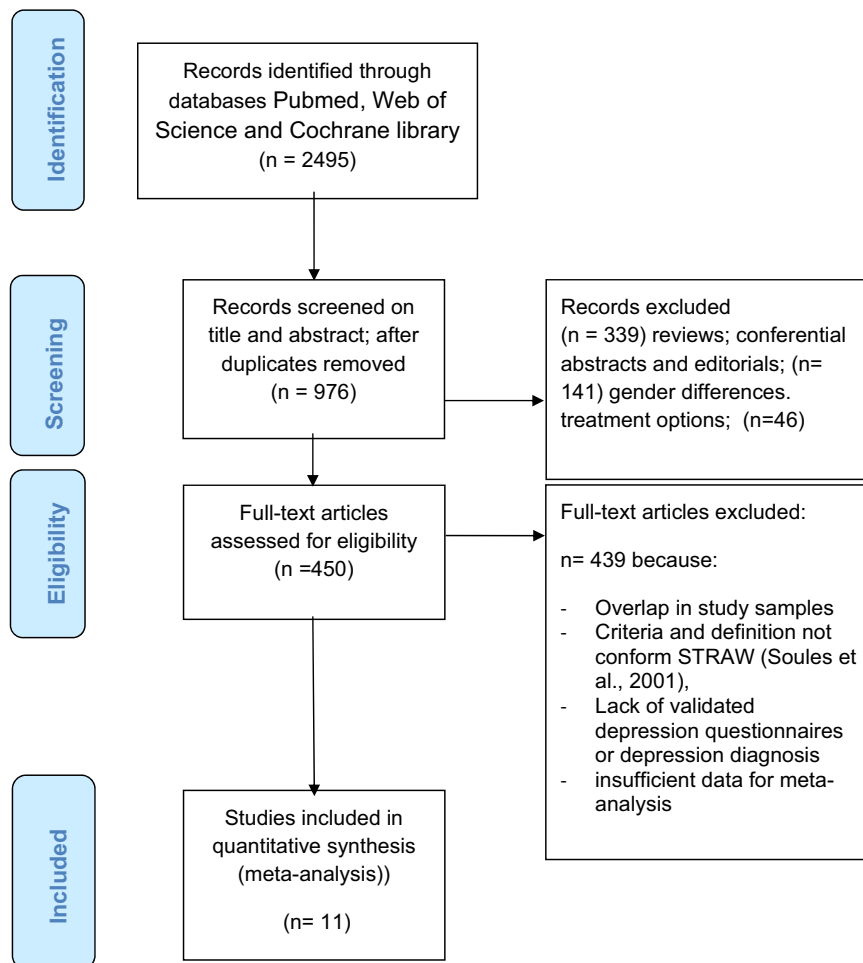 Identification
Records identified through
databases Pubmed, Web of
Science and Cochrane library
(n = 2495)
Screening
Records screened on
title and abstract; after
duplicates removed
(n = 976)
Records excluded
(n = 339) reviews; conferential
abstracts and editorials; (n=
141) gender differences.
treatment options;  (n=46)
Eligibility
Full-text articles
assessed for eligibility
(n =450)
Full-text articles excluded:
n= 439 because:
- Overlap in study samples
- Criteria and definition not
conform STRAW (Soules et
al., 2001),
- Lack of validated
depression questionnaires
or depression diagnosis
- insufficient data for meta-
analysis
Included
Studies included in
quantitative synthesis
(meta-analysis))
(n= 11)